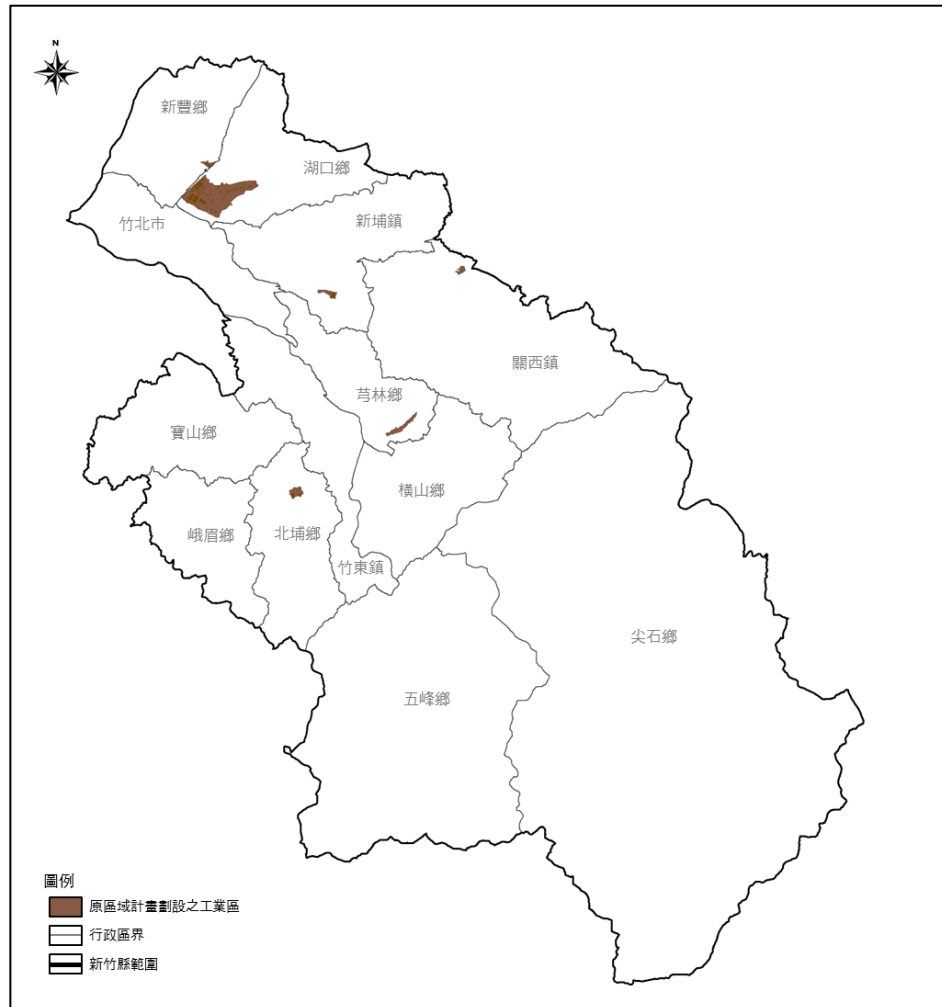 N
新豐鄉
湖口鄉
竹北市
新埔鎮
關西鎮
芎林鄉
寶山鄉
橫山鄉
峨眉鄉
北埔鄉
竹東鎮
尖石鄉
五峰鄉
圖例
原區域計畫劃設之工業區
行政區界
新竹縣範圍